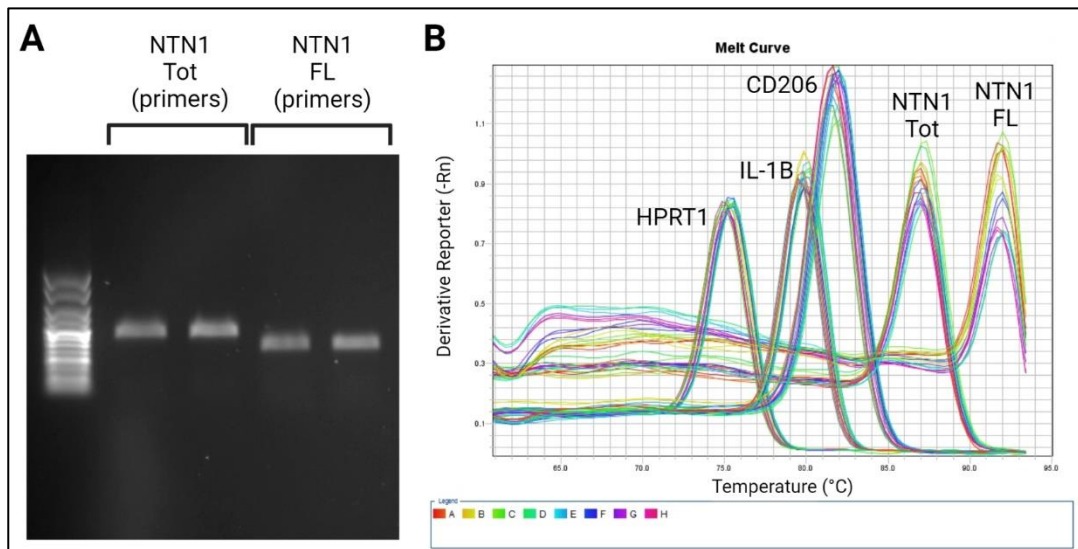 A
NTN1
Tot
(primers)
NTN1
FL
(primers)
B
Melt Curve
CD206
NTN1
Tot
NTN1
FL
IL-1B
HPRT1
Derivative Reporter (-Rn)
1.1
0.9
0.7
0.5
0.3
0.1
65.0 70.0 75.0 80.0 85.0 90.0 95.0
Temperature (°C)
Legend
A B C D E F G H